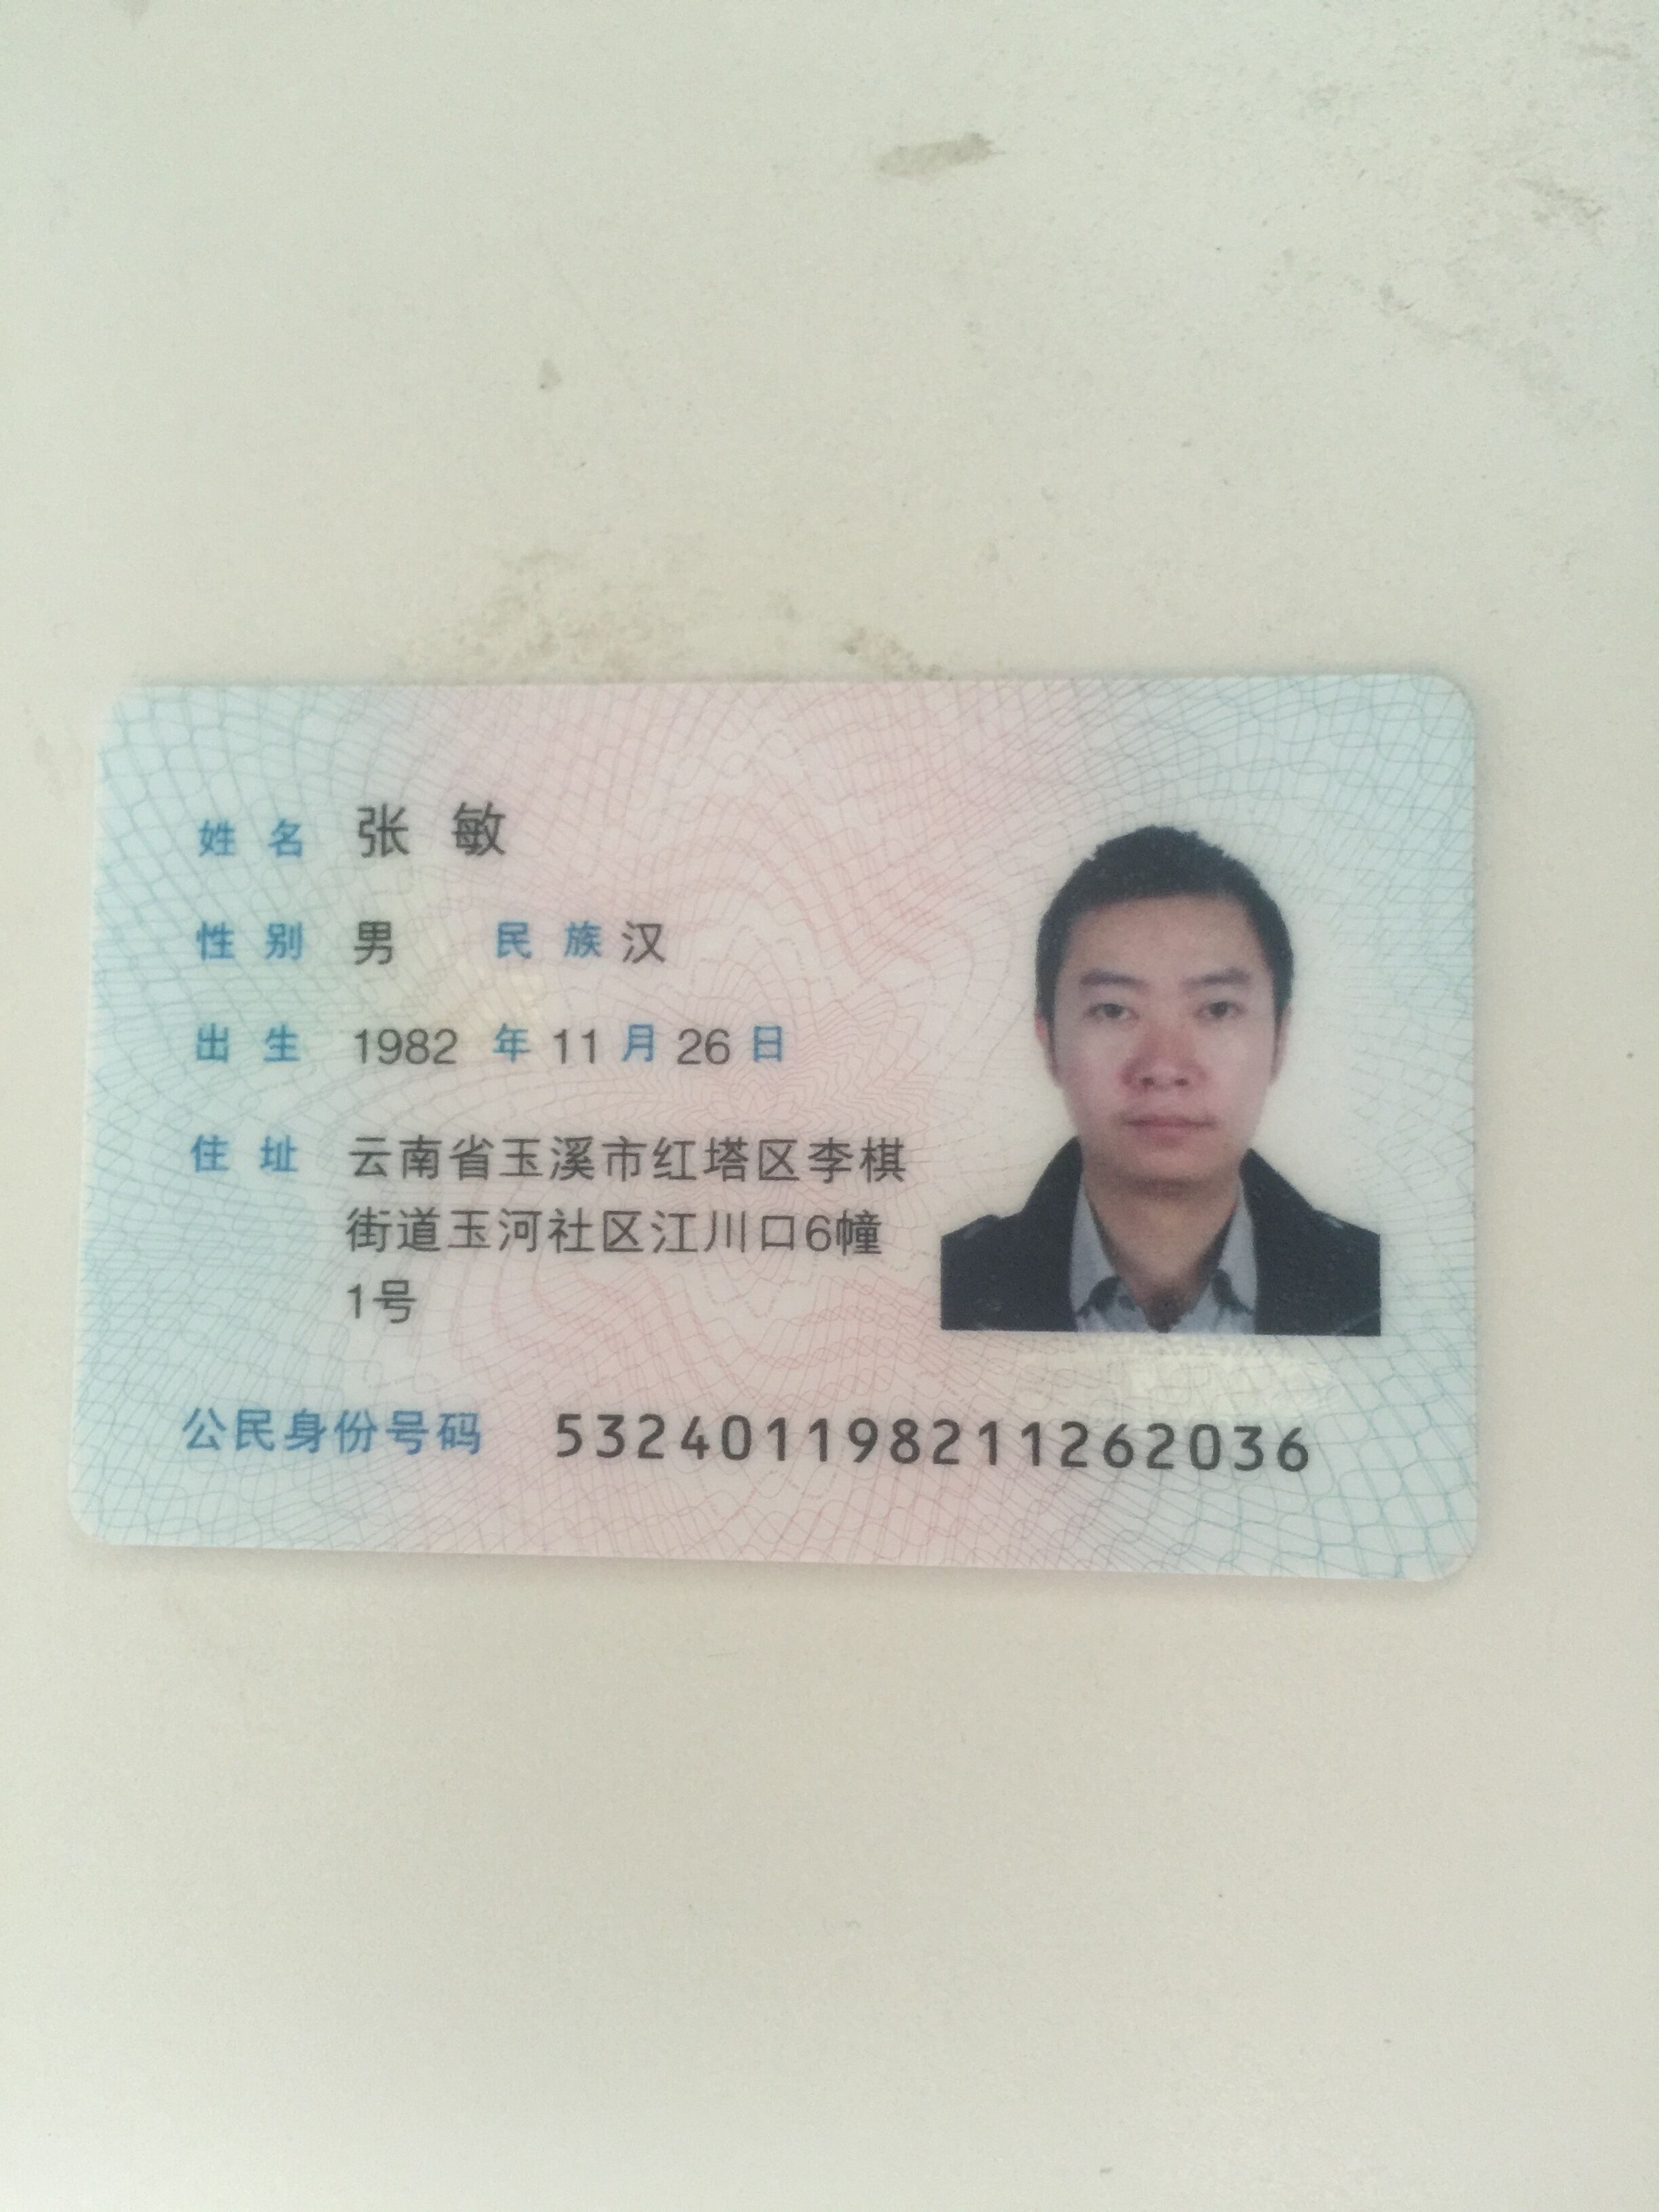 姓名 张敏
性别 男 民族 汉
出生 1982 年 11 月 26 日
住址 云南省玉溪市红塔区李棋
街道玉河社区江川口6幢
1号
公民身份号码 532401198211262036